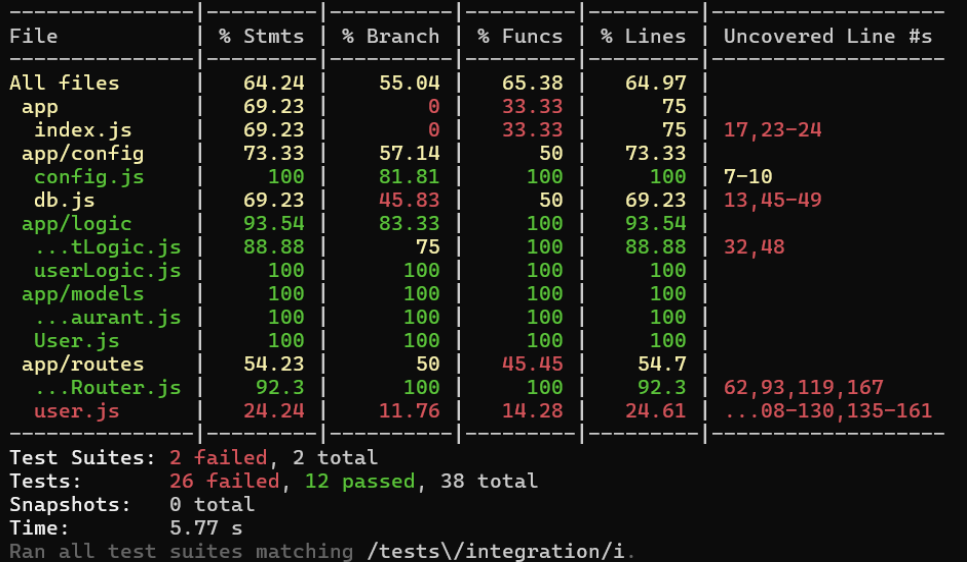 ---------------|---------|----------|---------|---------|-------------------
File           | % Stmts | % Branch | % Funcs | % Lines | Uncovered Line #s
---------------|---------|----------|---------|---------|-------------------
All files      |   64.24 |    55.04 |   65.38 |   64.97 |
 app           |   69.23 |        0 |   33.33 |      75 |
  index.js     |   69.23 |        0 |   33.33 |      75 | 17,23-24
 app/config    |   73.33 |    57.14 |      50 |   73.33 |
  config.js    |     100 |    81.81 |     100 |     100 | 7-10
  db.js        |   69.23 |    45.83 |      50 |   69.23 | 13,45-49
 app/logic     |   93.54 |    83.33 |     100 |   93.54 |
  ...tLogic.js |   88.88 |       75 |     100 |   88.88 | 32,48
  userLogic.js |     100 |      100 |     100 |     100 |
 app/models    |     100 |      100 |     100 |     100 |
  ...aurant.js |     100 |      100 |     100 |     100 |
  User.js      |     100 |      100 |     100 |     100 |
 app/routes    |   54.23 |       50 |   45.45 |    54.7 |
  ...Router.js |    92.3 |      100 |     100 |    92.3 | 62,93,119,167
  user.js      |   24.24 |    11.76 |   14.28 |   24.61 | ...08-130,135-161
---------------|---------|----------|---------|---------|-------------------
Test Suites: 2 failed, 2 total
Tests:       26 failed, 12 passed, 38 total
Snapshots:   0 total
Time:        5.77 s
Ran all test suites matching /tests\/integration/i.